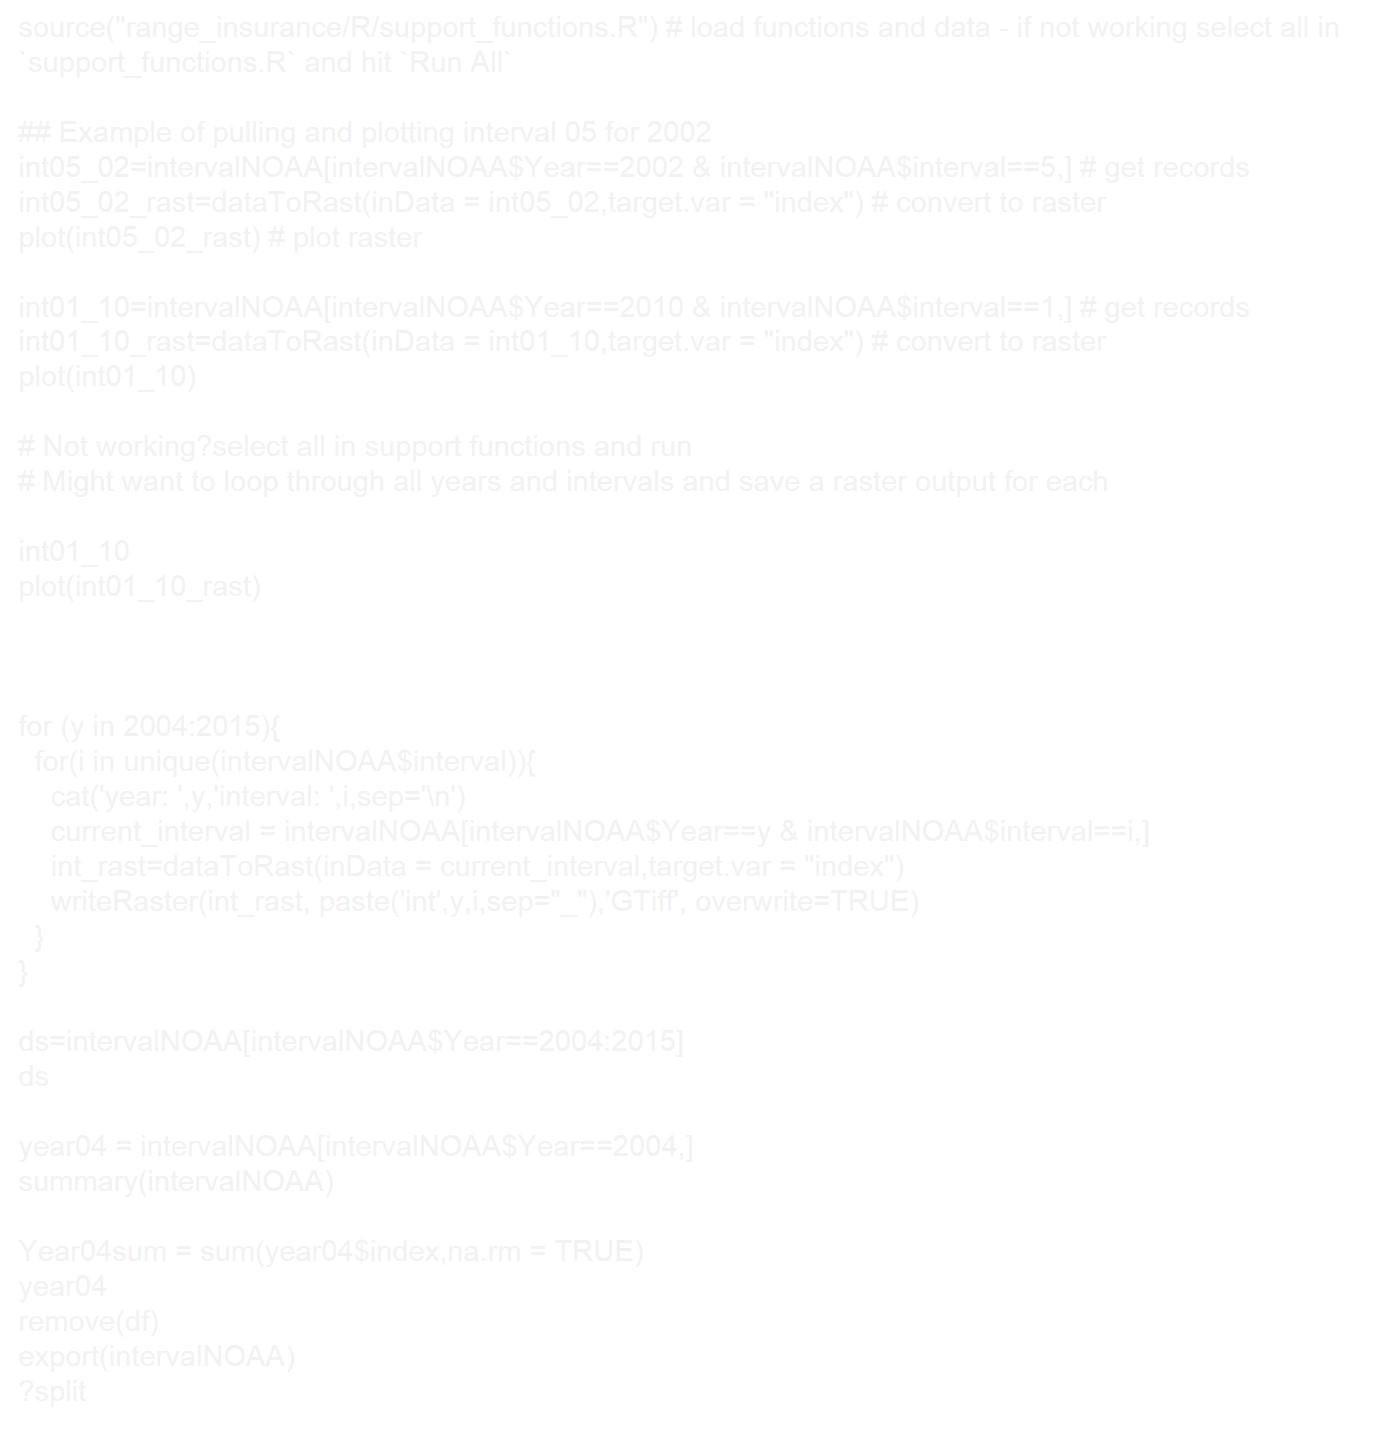 source("range_insurance/R/support_functions.R") # load functions and data - if not working select all in
`support_functions.R` and hit `Run All`
## Example of pulling and plotting interval 05 for 2002
int05_02=intervalNOAA[intervalNOAA$Year==2002 & intervalNOAA$interval==5,] # get records
int05_02_rast=dataToRast(inData = int05_02,target.var = "index") # convert to raster
plot(int05_02_rast) # plot raster
int01_10=intervalNOAA[intervalNOAA$Year==2010 & intervalNOAA$interval==1,] # get records
int01_10_rast=dataToRast(inData = int01_10,target.var = "index") # convert to raster
plot(int01_10)
# Not working?select all in support functions and run
# Might want to loop through all years and intervals and save a raster output for each
int01_10
plot(int01_10_rast)
for (y in 2004:2015){
  for(i in unique(intervalNOAA$interval)){
    cat('year: ',y,'interval: ',i,sep='\n')
    current_interval = intervalNOAA[intervalNOAA$Year==y & intervalNOAA$interval==i,]
    int_rast=dataToRast(inData = current_interval,target.var = "index")
    writeRaster(int_rast, paste('int',y,i,sep="_"),'GTiff', overwrite=TRUE)
  }
}
ds=intervalNOAA[intervalNOAA$Year==2004:2015]
ds
year04 = intervalNOAA[intervalNOAA$Year==2004,]
summary(intervalNOAA)
Year04sum = sum(year04$index,na.rm = TRUE)
year04
remove(df)
export(intervalNOAA)
?split